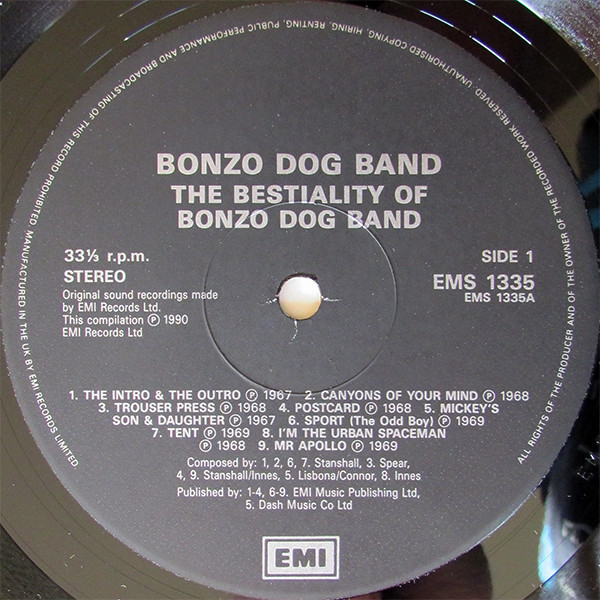 UNAUTHORISED COPYING, HIRING, RENTING, PUBLIC PERFORMANCE AND BROADCASTING OF THIS RECORD PROHIBITED. MANUFACTURED IN THE UK BY EMI RECORDS LIMITED.
ALL RIGHTS OF THE PRODUCER AND OF THE OWNER OF THE RECORDED WORK RESERVED.
BONZO DOG BAND
THE BESTIALITY OF
BONZO DOG BAND
33⅓ r.p.m.
STEREO
Original sound recordings made
by EMI Records Ltd.
This compilation ℗ 1990
EMI Records Ltd
SIDE 1
EMS 1335
EMS 1335A
1. THE INTRO & THE OUTRO ℗ 1967 2. CANYONS OF YOUR MIND ℗ 1968
3. TROUSER PRESS ℗ 1968 4. POSTCARD ℗ 1968 5. MICKEY'S
SON & DAUGHTER ℗ 1967 6. SPORT (The Odd Boy) ℗ 1969
7. TENT ℗ 1969 8. I'M THE URBAN SPACEMAN
℗ 1968 9. MR APOLLO ℗ 1969
Composed by: 1, 2, 6, 7. Stanshall, 3. Spear,
4, 9. Stanshall/Innes, 5. Lisbona/Connor, 8. Innes
Published by: 1-4, 6-9. EMI Music Publishing Ltd,
5. Dash Music Co Ltd
EMI